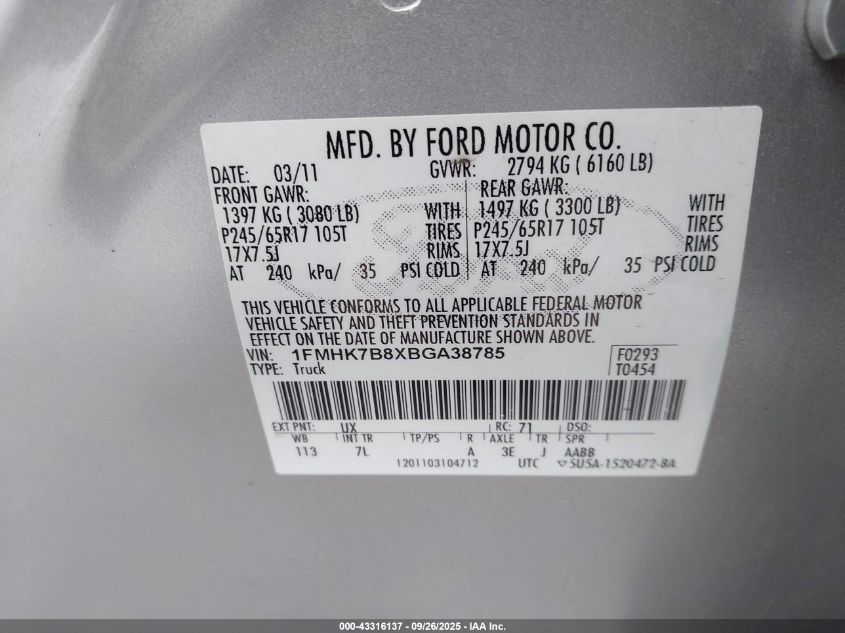 MFD. BY FORD MOTOR CO.
DATE: 03/11 GVWR: 2794 KG ( 6160 LB)
FRONT GAWR: REAR GAWR:
1397 KG ( 3080 LB) WITH 1497 KG ( 3300 LB) WITH
P245/65R17 105T TIRES P245/65R17 105T TIRES
17X7.5J RIMS 17X7.5J RIMS
AT 240 kPa/ 35 PSI COLD AT 240 kPa/ 35 PSI COLD
THIS VEHICLE CONFORMS TO ALL APPLICABLE FEDERAL MOTOR
VEHICLE SAFETY AND THEFT PREVENTION STANDARDS IN
EFFECT ON THE DATE OF MANUFACTURE SHOWN ABOVE.
VIN: 1FMHK7B8XBGA38785 F0293
TYPE: Truck T0454
EXT PNT: UX RC: 71 DSO:
WB INT TR TP/PS R AXLE TR SPR
113 7L A 3E J AABB
1201103104712 UTC ▽5U5A-1520472-BA
000-43316137 - 09/26/2025 - IAA Inc.